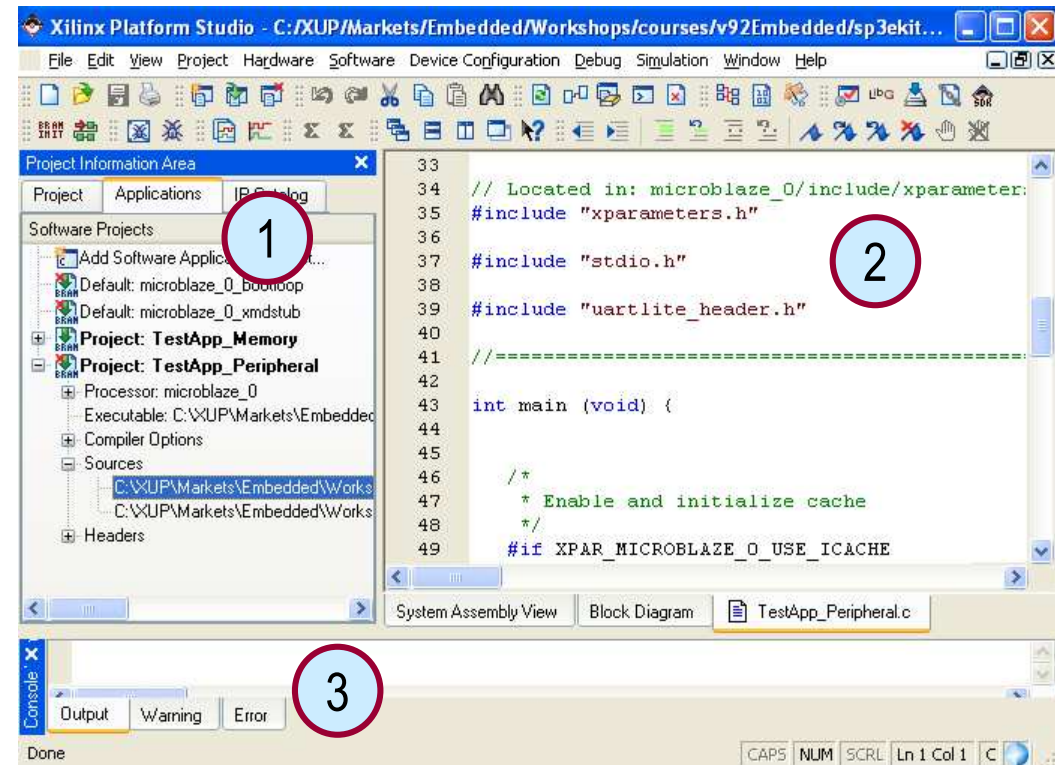 Xilinx Platform Studio - C:/XUP/Markets/Embedded/Workshops/courses/v92Embedded/sp3ekit...
File Edit View Project Hardware Software Device Configuration Debug Simulation Window Help
Project Information Area
Project Applications IP Catalog
Software Projects
Add Software Applic
Default: microblaze_0_bootloop
Default: microblaze_0_xmdstub
Project: TestApp_Memory
Project: TestApp_Peripheral
Processor: microblaze_0
Executable: C:\XUP\Markets\Embedded
Compiler Options
Sources
C:\XUP\Markets\Embedded\Works
C:\XUP\Markets\Embedded\Works
Headers
1
33
34 // Located in: microblaze_0/include/xparameter
35 #include "xparameters.h"
36
37 #include "stdio.h"
38
39 #include "uartlite_header.h"
40
41 //=============================================
42
43 int main (void) {
44
45
46 /*
47 * Enable and initialize cache
48 */
49 #if XPAR_MICROBLAZE_0_USE_ICACHE
2
System Assembly View Block Diagram TestApp_Peripheral.c
Console
Output Warning Error
3
Done CAPS NUM SCRL Ln 1 Col 1 C